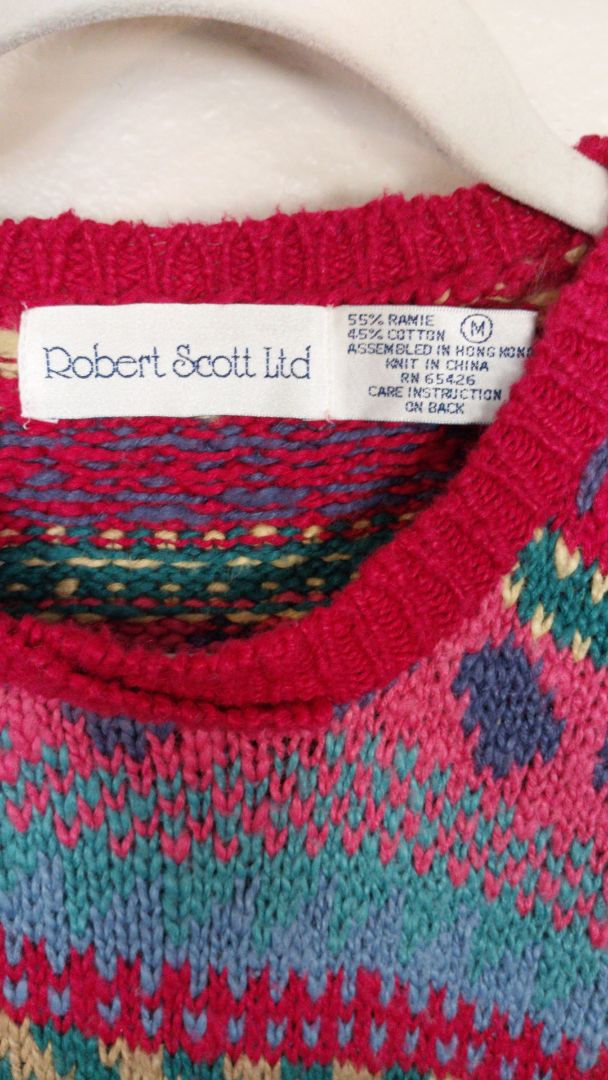 Robert Scott Ltd
55% RAMIE
45% COTTON
M
ASSEMBLED IN HONG KONG
KNIT IN CHINA
RN 65426
CARE INSTRUCTION
ON BACK